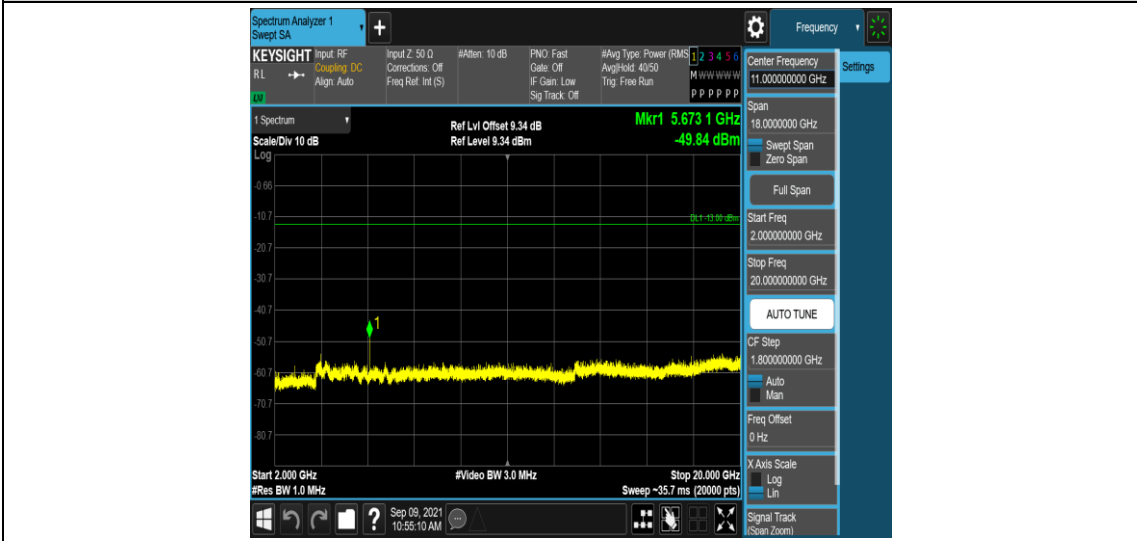 Spectrum Analyzer 1
Swept SA
+
Frequency
KEYSIGHT
RL
LXI
Input: RF
Coupling: DC
Align: Auto
Input Z: 50 Ω
Corrections: Off
Freq Ref: Int (S)
#Atten: 10 dB
PNO: Fast
Gate: Off
IF Gain: Low
Sig Track: Off
#Avg Type: Power (RMS
Avg|Hold: 40/50
Trig: Free Run
1 2 3 4 5 6
M W W W W W
P P P P P P
1 Spectrum
Scale/Div 10 dB
Ref Lvl Offset 9.34 dB
Ref Level 9.34 dBm
Mkr1 5.673 1 GHz
-49.84 dBm
Log
-0.66
-10.7
-20.7
-30.7
-40.7
-50.7
-60.7
-70.7
-80.7
DL1 -13.00 dBm
1
Start 2.000 GHz
#Video BW 3.0 MHz
Stop 20.000 GHz
#Res BW 1.0 MHz
Sweep ~35.7 ms (20000 pts)
Center Frequency
11.000000000 GHz
Settings
Span
18.0000000 GHz
Swept Span
Zero Span
Full Span
Start Freq
2.000000000 GHz
Stop Freq
20.000000000 GHz
AUTO TUNE
CF Step
1.800000000 GHz
Auto
Man
Freq Offset
0 Hz
X Axis Scale
Log
Lin
Signal Track
(Span Zoom)
?
Sep 09, 2021
10:55:10 AM